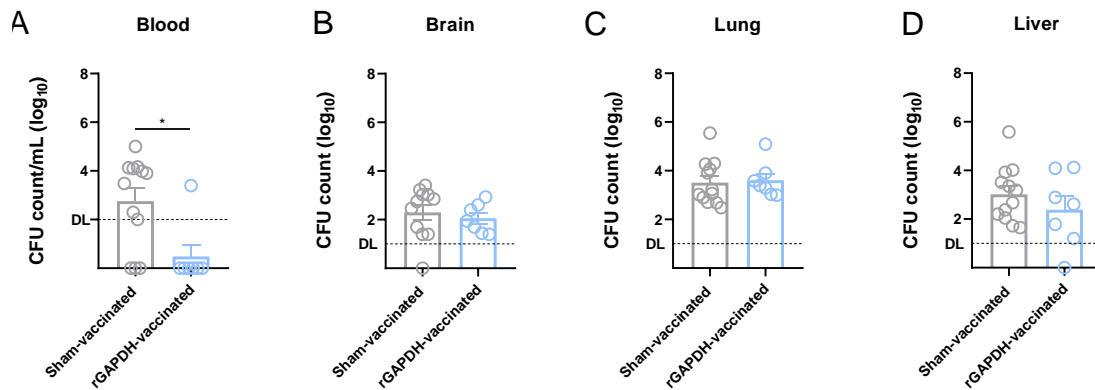 A Blood
CFU count/mL (log10)
8
6
4
DL
*
Sham-vaccinated
rGAPDH-vaccinated
B Brain
CFU count (log10)
8
6
4
2
DL
Sham-vaccinated
rGAPDH-vaccinated
C Lung
CFU count (log10)
8
6
4
2
DL
Sham-vaccinated
rGAPDH-vaccinated
D Liver
CFU count (log10)
8
6
4
2
DL
Sham-vaccinated
rGAPDH-vaccinated